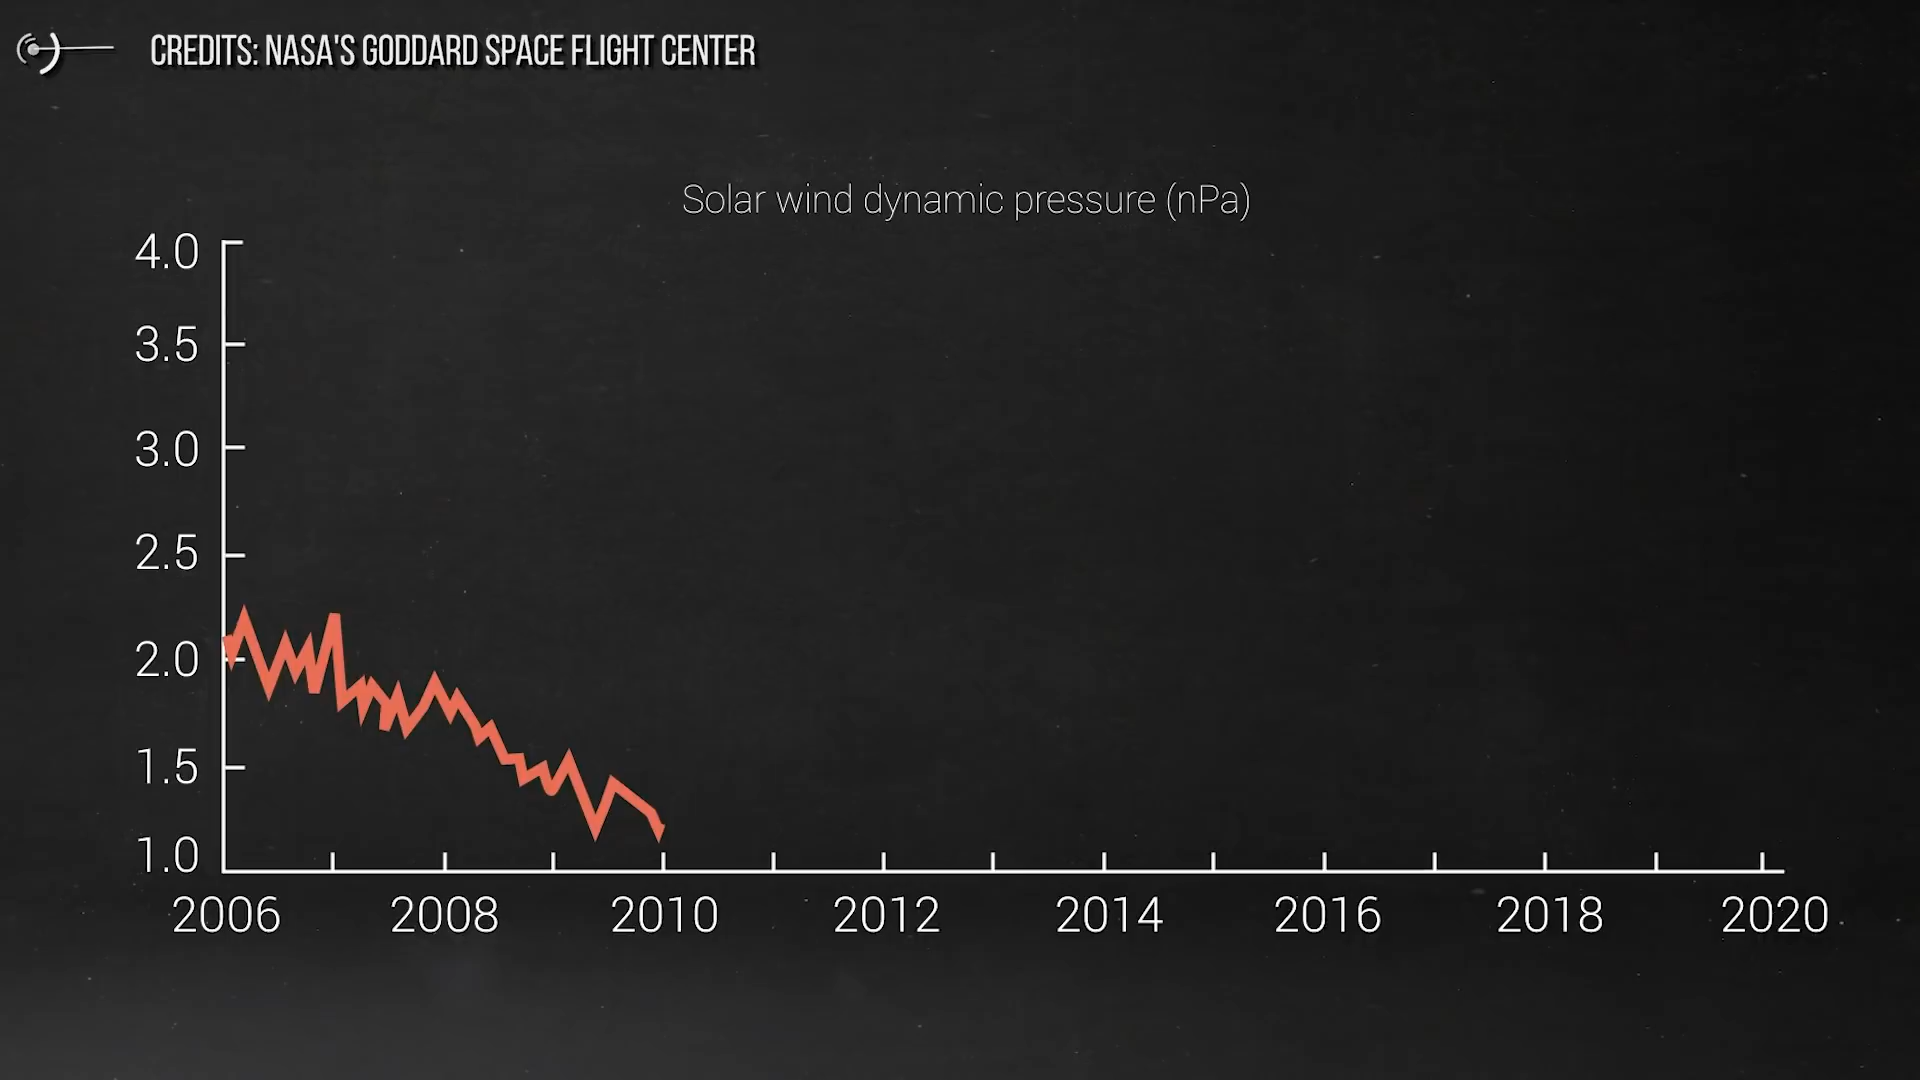 CREDITS: NASA'S GODDARD SPACE FLIGHT CENTER
Solar wind dynamic pressure (nPa)
4.0
3.5
3.0
2.5
2.0
1.5
1.0
2006 2008 2010 2012 2014 2016 2018 2020